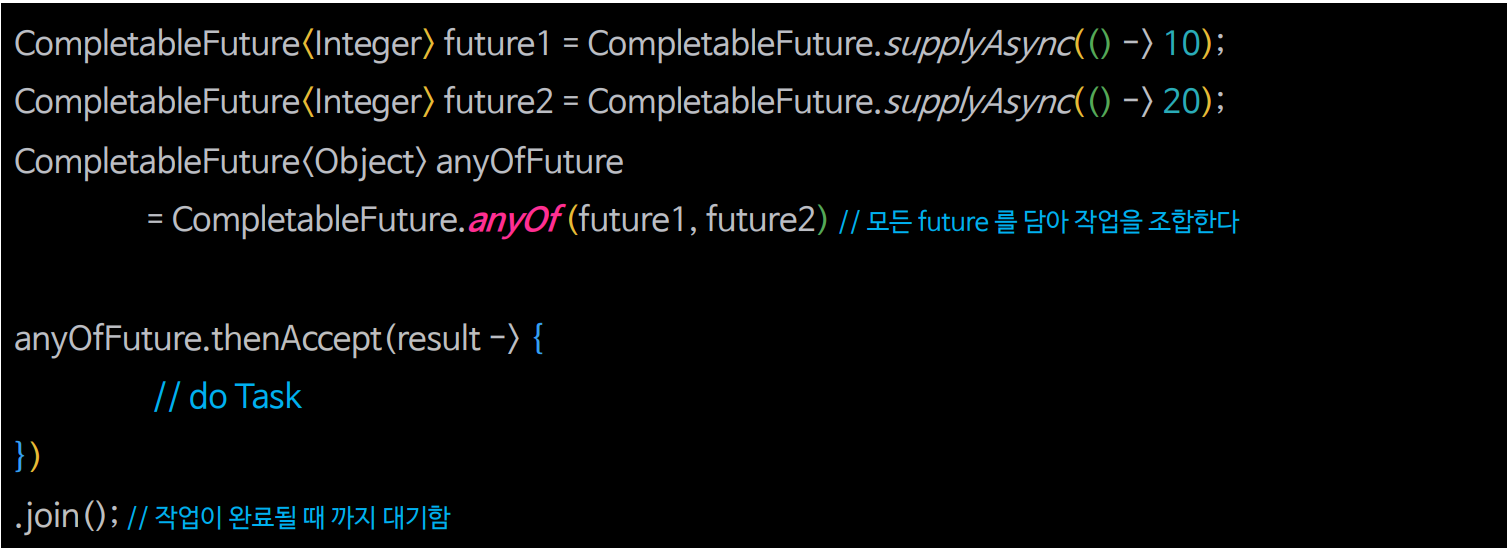 CompletableFuture<Integer> future1 = CompletableFuture.supplyAsync(() -> 10);
CompletableFuture<Integer> future2 = CompletableFuture.supplyAsync(() -> 20);
CompletableFuture<Object> anyOfFuture
= CompletableFuture.anyOf (future1, future2) // 모든 future 를 담아 작업을 조합한다
anyOfFuture.thenAccept(result -> {
// do Task
})
.join(); // 작업이 완료될 때 까지 대기함